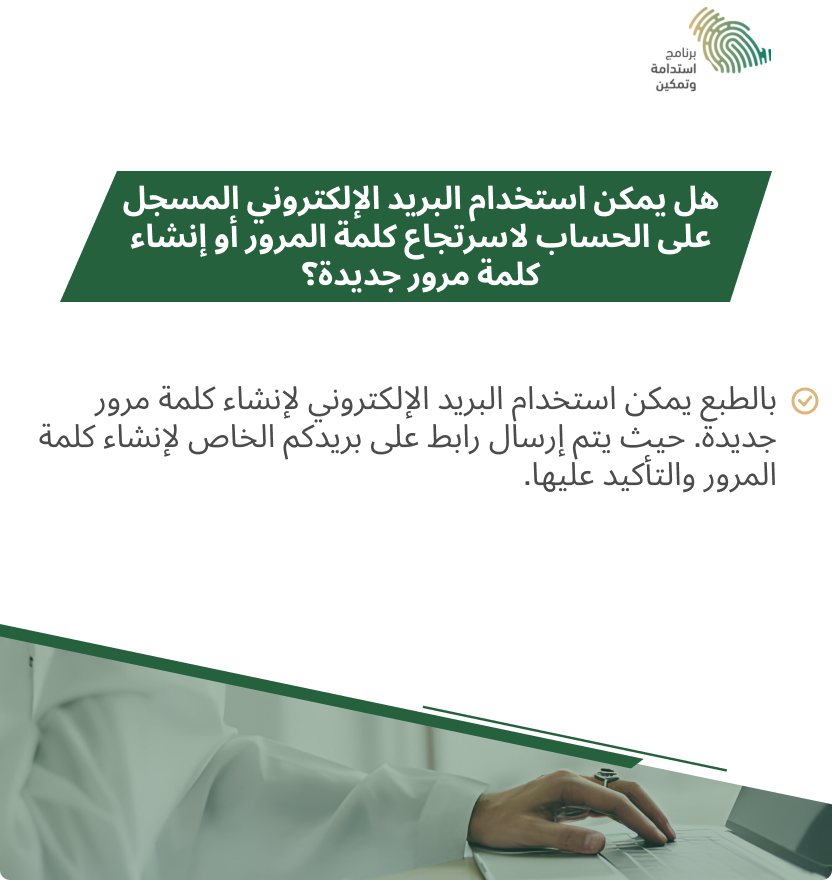 برنامج
استدامة
وتمكين
هل يمكن استخدام البريد الإلكتروني المسجل
على الحساب لاسرتجاع كلمة المرور أو إنشاء
كلمة مرور جديدة؟
بالطبع يمكن استخدام البريد الإلكتروني لإنشاء كلمة مرور
جديدة. حيث يتم إرسال رابط على بريدكم الخاص لإنشاء كلمة
المرور والتأكيد عليها.